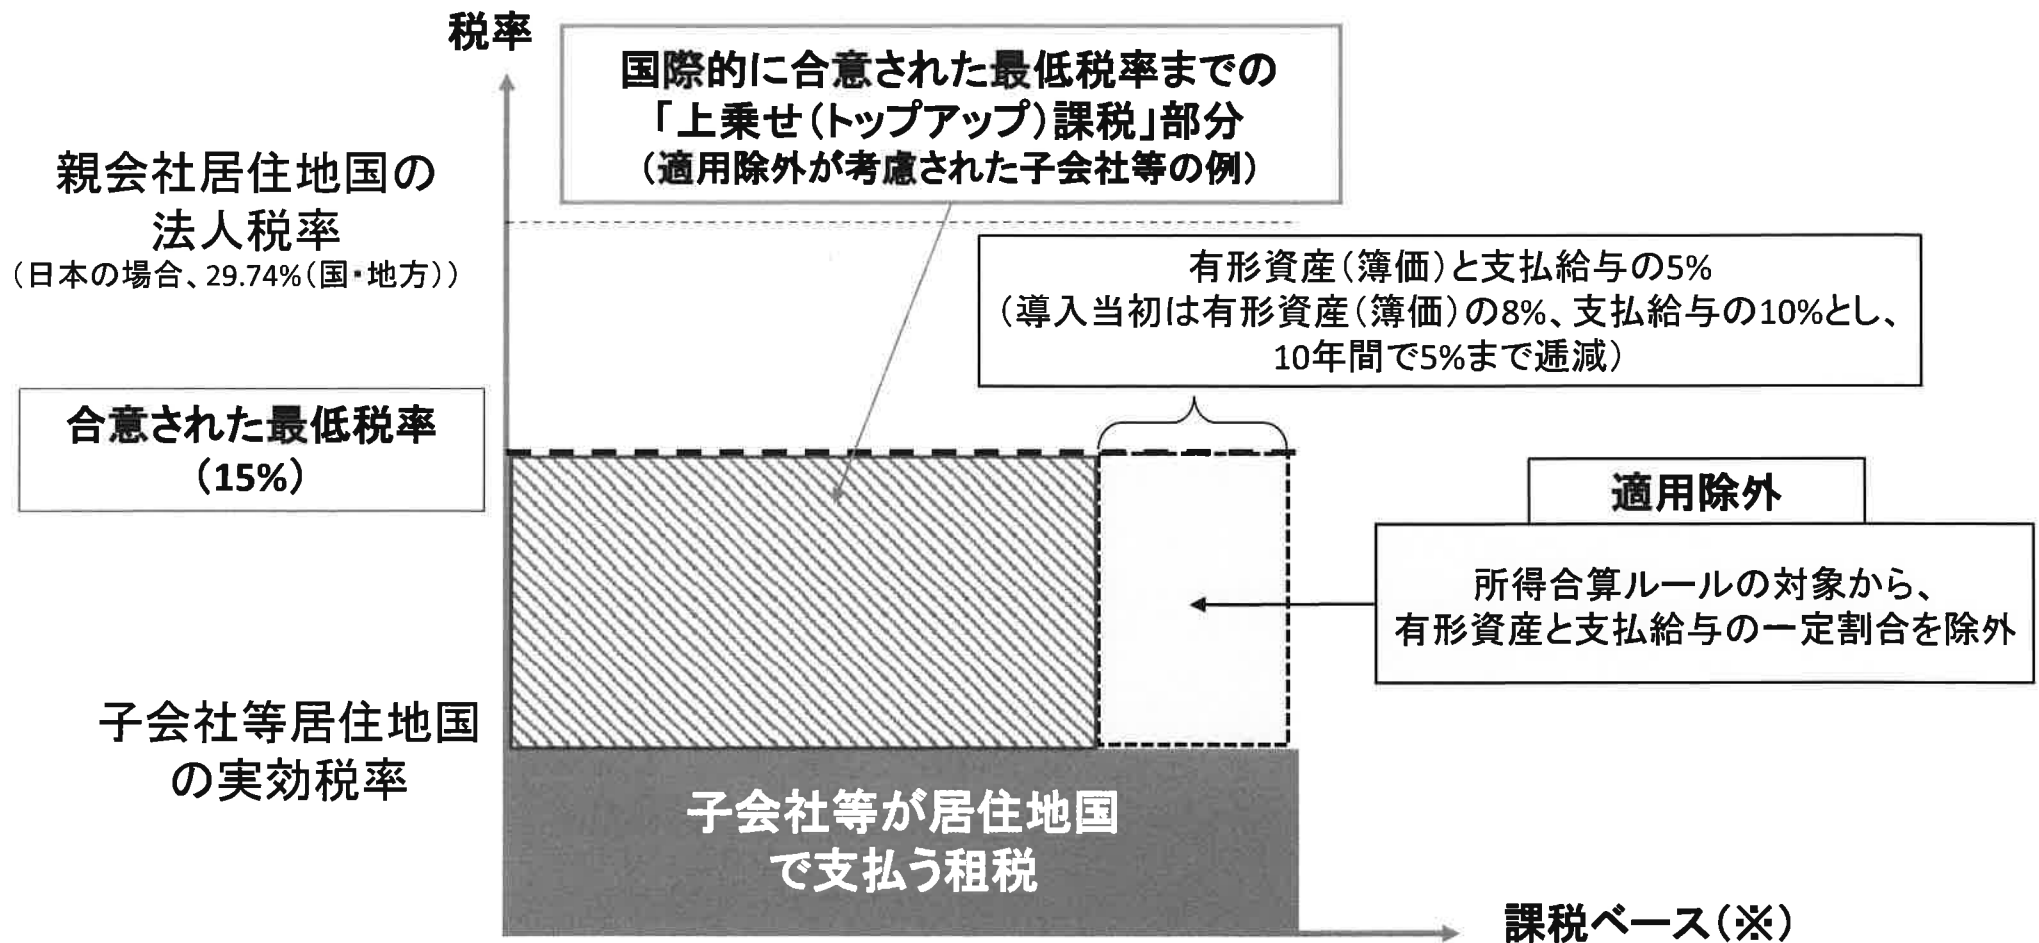 税率
国際的に合意された最低税率までの
「上乗せ(トップアップ)課税」部分
(適用除外が考慮された子会社等の例)
親会社居住地国の
法人税率
(日本の場合、29.74%(国・地方))
有形資産(簿価)と支払給与の5%
(導入当初は有形資産(簿価)の8%、支払給与の10%とし、
10年間で5%まで逓減)
合意された最低税率
(15%)
適用除外
所得合算ルールの対象から、
有形資産と支払給与の一定割合を除外
子会社等居住地国
の実効税率
子会社等が居住地国
で支払う租税
課税ベース(※)